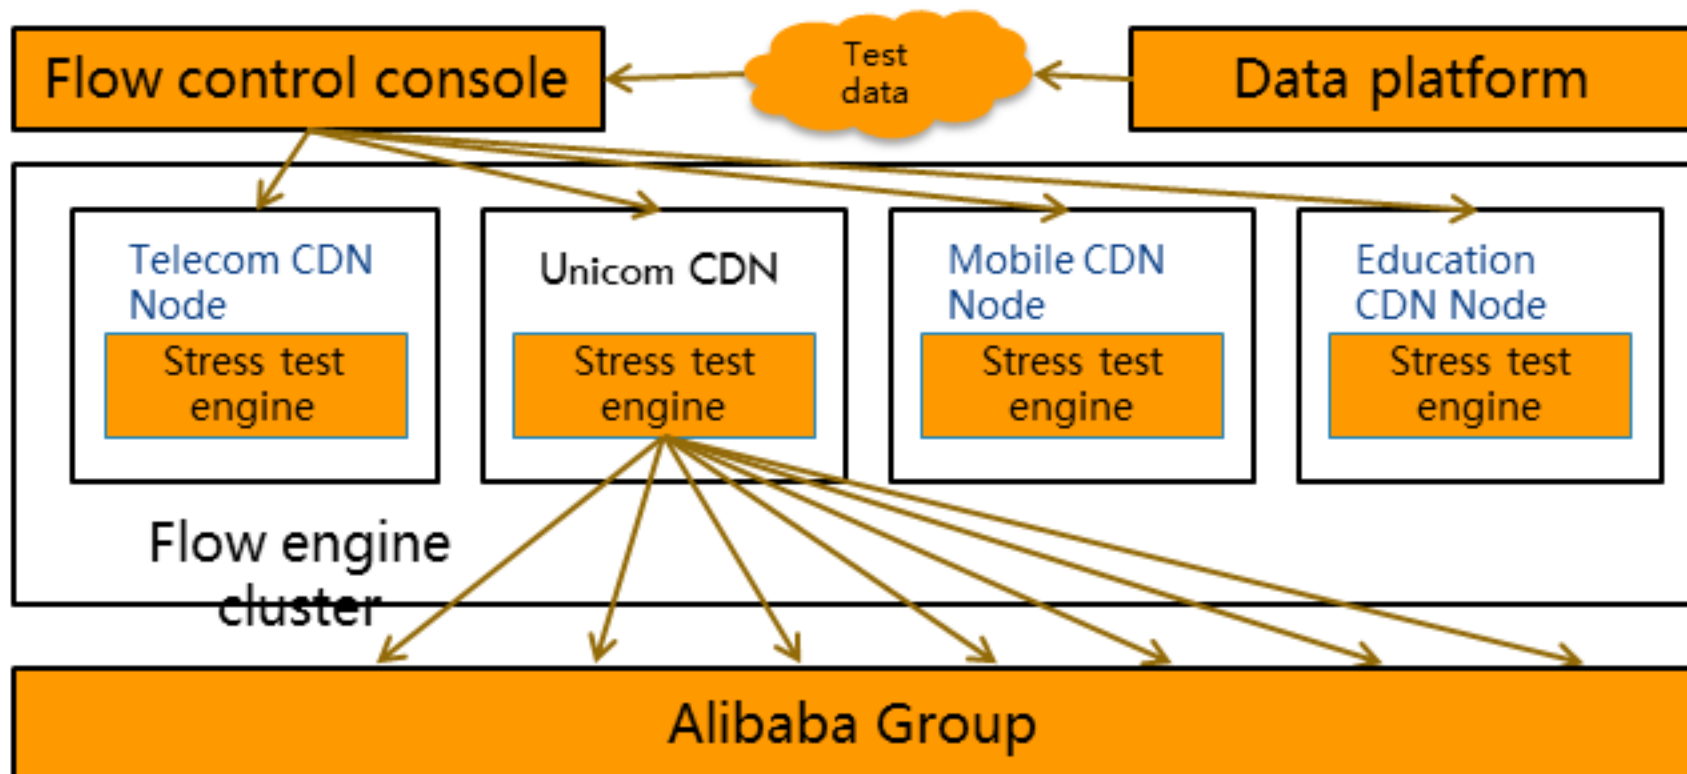 Flow control console
Test
data
Data platform
Telecom CDN
Node
Stress test
engine
Unicom CDN
Stress test
engine
Mobile CDN
Node
Stress test
engine
Education
CDN Node
Stress test
engine
Flow engine
cluster
Alibaba Group